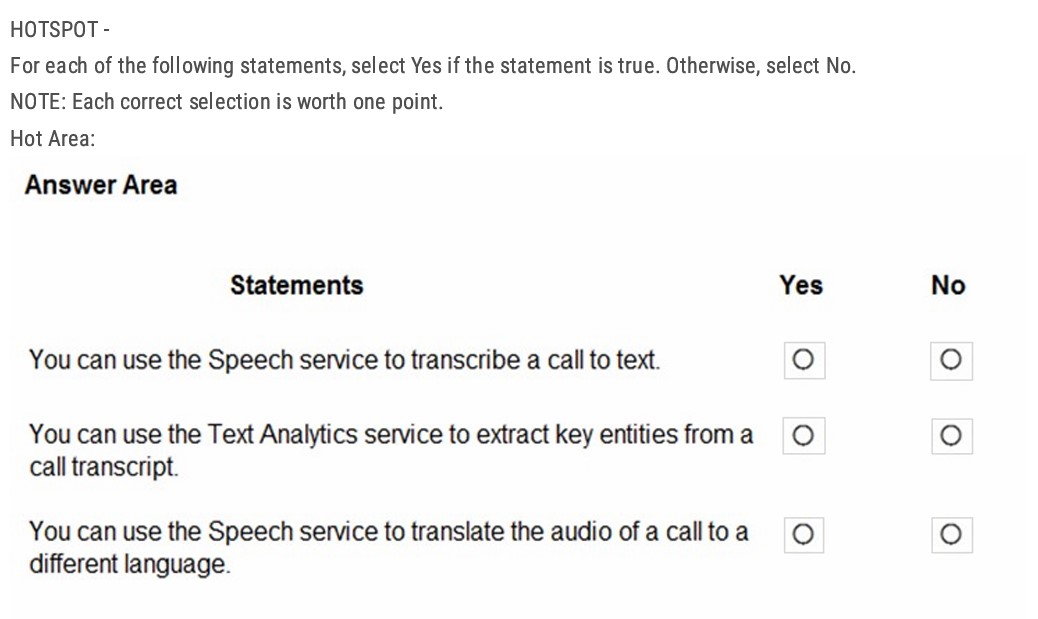 HOTSPOT -
For each of the following statements, select Yes if the statement is true. Otherwise, select No.
NOTE: Each correct selection is worth one point.
Hot Area:
Answer Area
Statements Yes No
You can use the Speech service to transcribe a call to text.
You can use the Text Analytics service to extract key entities from a
call transcript.
You can use the Speech service to translate the audio of a call to a
different language.